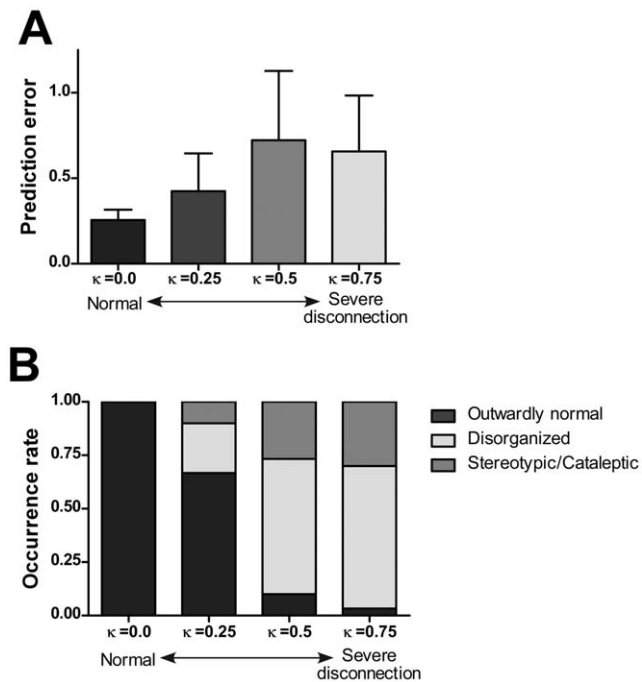 A
Prediction error
1.0
0.5
0.0
κ=0.0 κ=0.25 κ=0.5 κ=0.75
Normal Severe
disconnection
B
Occurrence rate
1.00
0.75
0.50
0.25
0.00
κ=0.0 κ=0.25 κ=0.5 κ=0.75
Normal Severe
disconnection
Outwardly normal
Disorganized
Stereotypic/Cataleptic